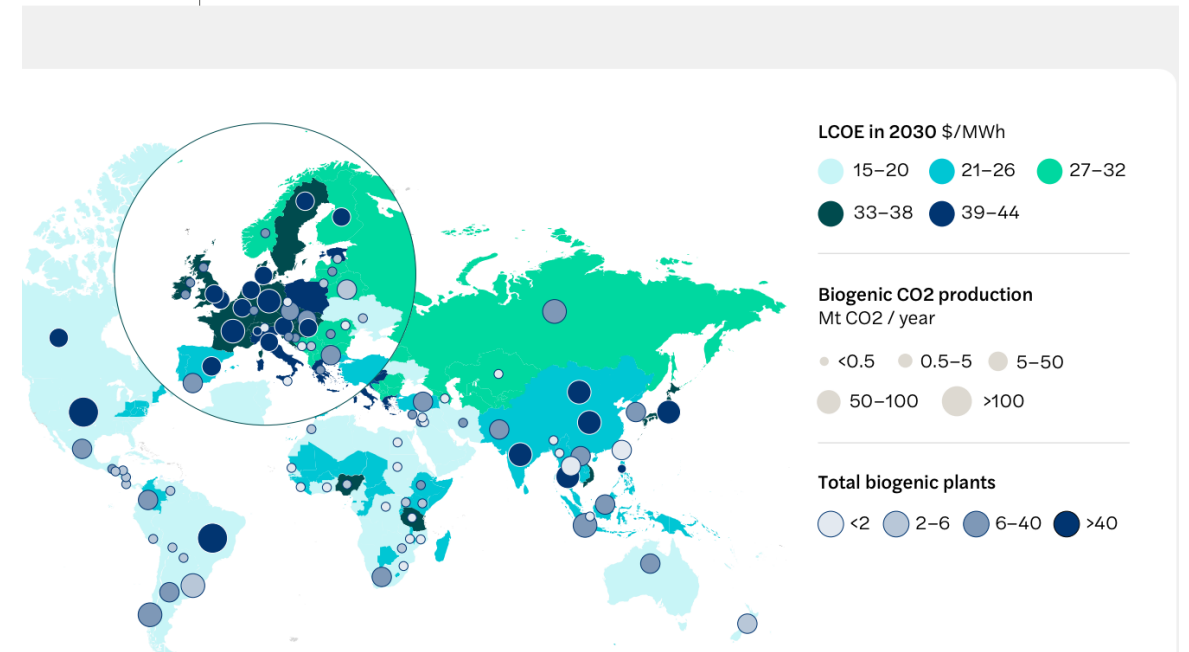 LCOE in 2030 $/MWh
15–20 21–26 27–32
33–38 39–44
Biogenic CO2 production
Mt CO2 / year
<0.5 0.5–5 5–50
50–100 >100
Total biogenic plants
<2 2–6 6–40 >40